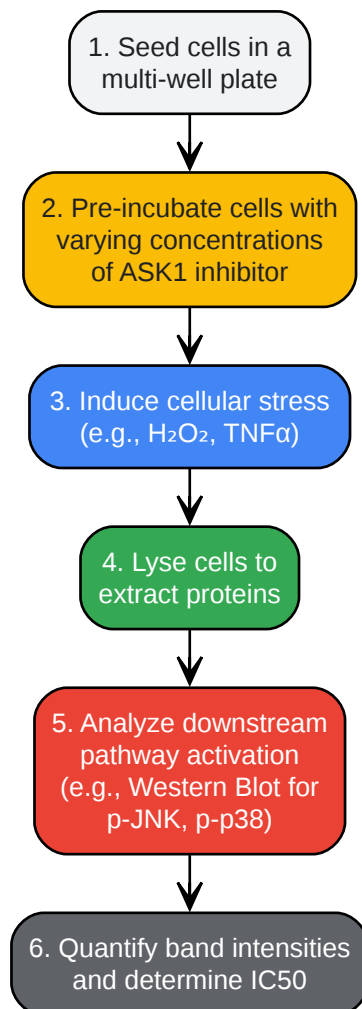 1. Seed cells in a
multi-well plate
2. Pre-incubate cells with
varying concentrations
of ASK1 inhibitor
3. Induce cellular stress
(e.g., H₂O₂, TNFα)
4. Lyse cells to
extract proteins
5. Analyze downstream
pathway activation
(e.g., Western Blot for
p-JNK, p-p38)
6. Quantify band intensities
and determine IC50